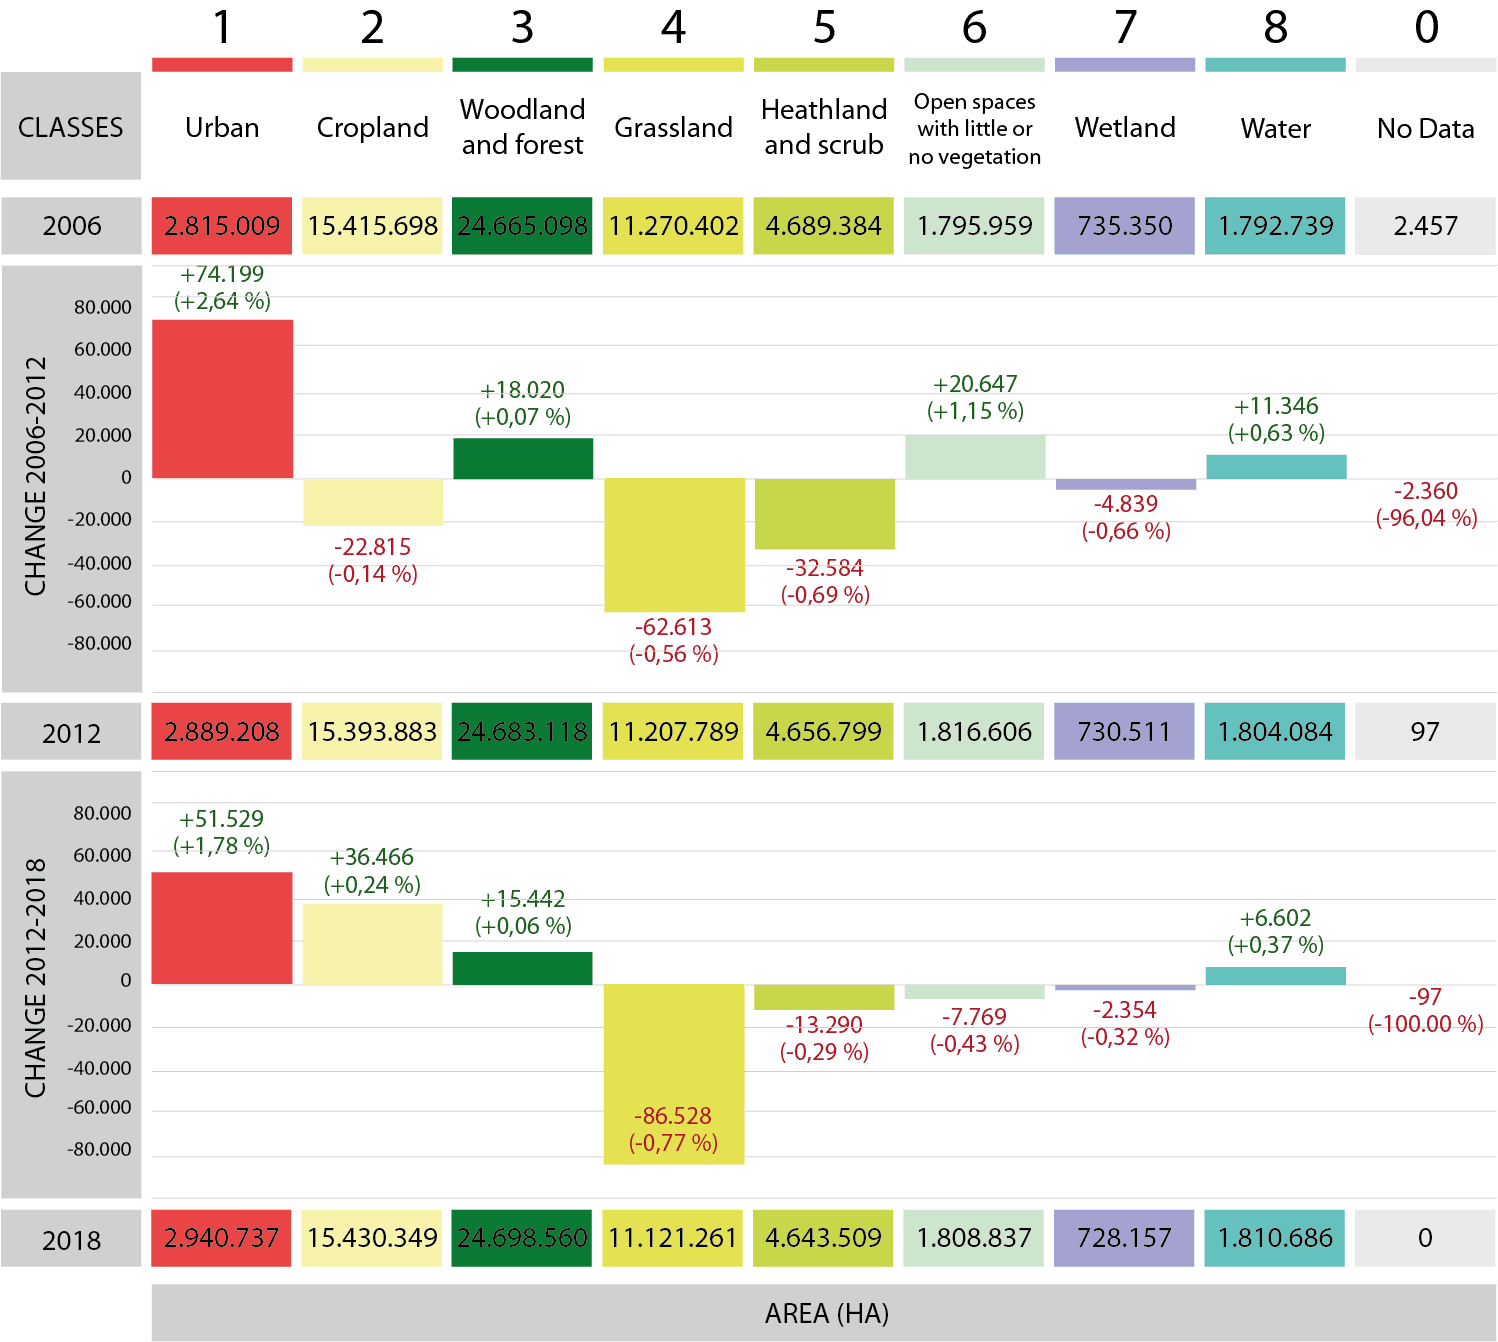 1 2 3 4 5 6 7 8 0
CLASSES
Urban
Cropland
Woodland
and forest
Grassland
Heathland
and scrub
Open spaces
with little or
no vegetation
Wetland
Water
No Data
2006 2.815.009 15.415.698 24.665.098 11.270.402 4.689.384 1.795.959 735.350 1.792.739 2.457
CHANGE 2006-2012
80.000
60.000
40.000
20.000
0
-20.000
-40.000
-60.000
-80.000
+74.199
(+2,64 %)
-22.815
(-0,14 %)
+18.020
(+0,07 %)
-62.613
(-0,56 %)
-32.584
(-0,69 %)
+20.647
(+1,15 %)
-4.839
(-0,66 %)
+11.346
(+0,63 %)
-2.360
(-96,04 %)
2012 2.889.208 15.393.883 24.683.118 11.207.789 4.656.799 1.816.606 730.511 1.804.084 97
CHANGE 2012-2018
80.000
60.000
40.000
20.000
0
-20.000
-40.000
-60.000
-80.000
+51.529
(+1,78 %)
+36.466
(+0,24 %)
+15.442
(+0,06 %)
-86.528
(-0,77 %)
-13.290
(-0,29 %)
-7.769
(-0,43 %)
-2.354
(-0,32 %)
+6.602
(+0,37 %)
-97
(-100.00 %)
2018 2.940.737 15.430.349 24.698.560 11.121.261 4.643.509 1.808.837 728.157 1.810.686 0
AREA (HA)